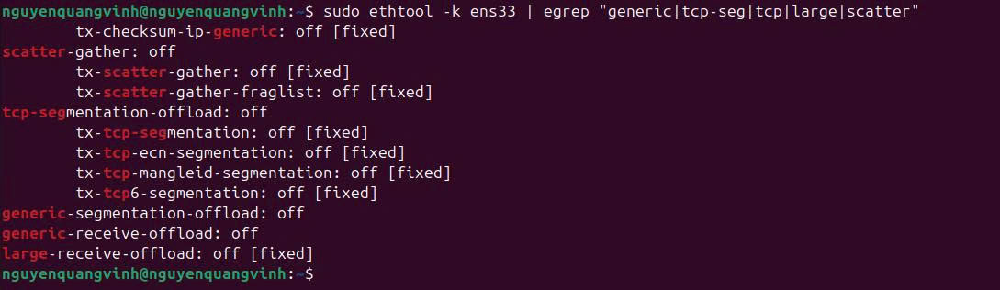 nguyenquangvinh@nguyenquangvinh:~$ sudo ethtool -k ens33 | egrep "generic|tcp-seg|tcp|large|scatter"
tx-checksum-ip-generic: off [fixed]
scatter-gather: off
tx-scatter-gather: off [fixed]
tx-scatter-gather-fraglist: off [fixed]
tcp-segmentation-offload: off
tx-tcp-segmentation: off [fixed]
tx-tcp-ecn-segmentation: off [fixed]
tx-tcp-mangleid-segmentation: off [fixed]
tx-tcp6-segmentation: off [fixed]
generic-segmentation-offload: off
generic-receive-offload: off
large-receive-offload: off [fixed]
nguyenquangvinh@nguyenquangvinh:~$